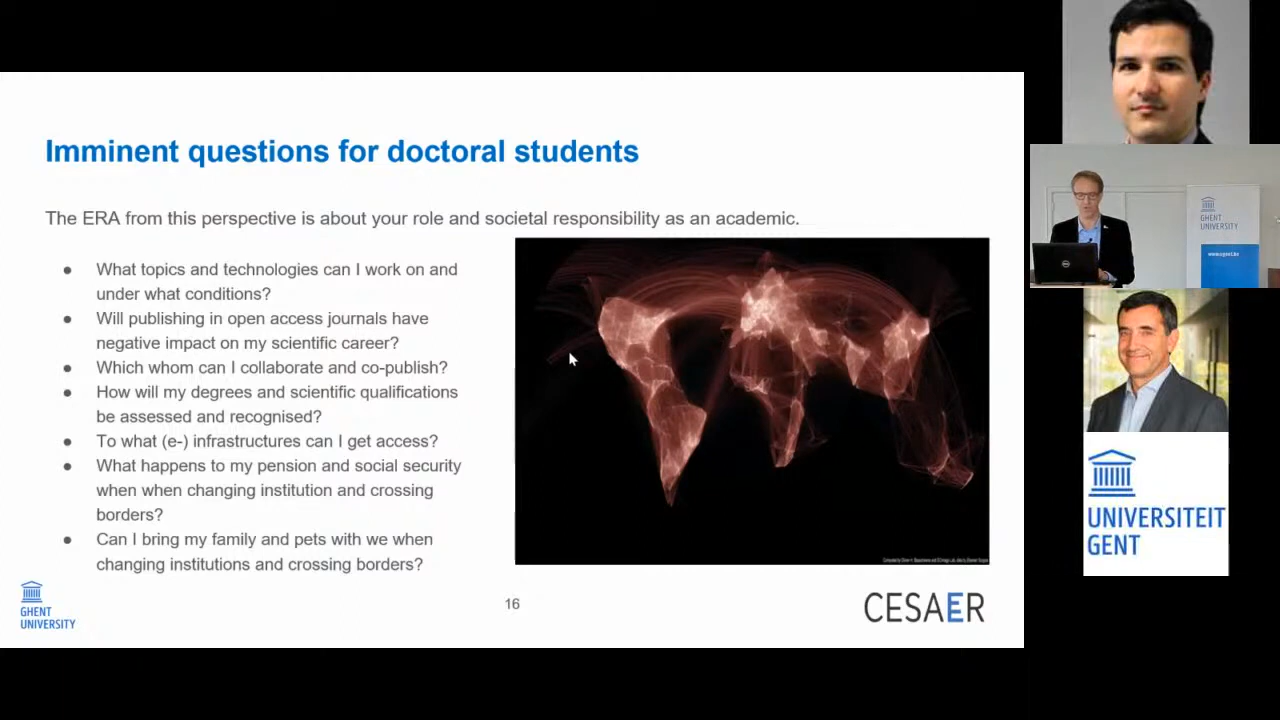 Imminent questions for doctoral students
The ERA from this perspective is about your role and societal responsibility as an academic.
● What topics and technologies can I work on and
under what conditions?
● Will publishing in open access journals have
negative impact on my scientific career?
● Which whom can I collaborate and co-publish?
● How will my degrees and scientific qualifications
be assessed and recognised?
● To what (e-) infrastructures can I get access?
● What happens to my pension and social security
when when changing institution and crossing
borders?
● Can I bring my family and pets with we when
changing institutions and crossing borders?
GHENT
UNIVERSITY
16
CESAER
GHENT
UNIVERSITY
www.ugent.be
UNIVERSITEIT
GENT